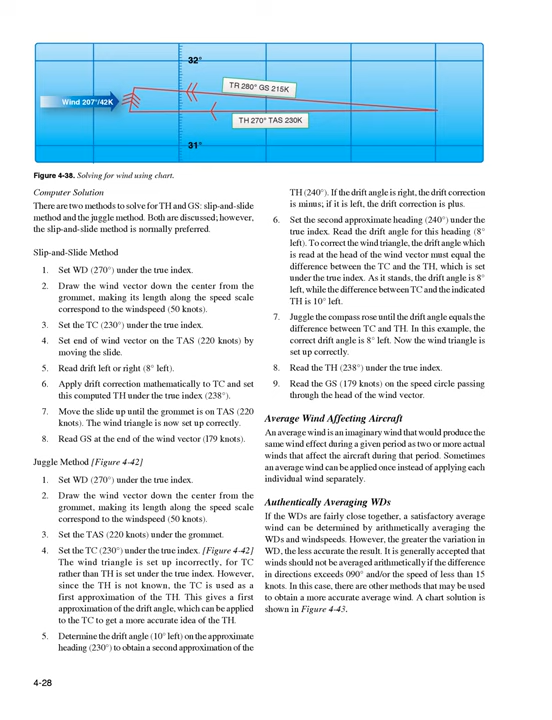 32°
TR 280° GS 215K
Wind 207°/42K
TH 270° TAS 230K
31°
Figure 4-38. Solving for wind using chart.
Computer Solution
There are two methods to solve for TH and GS: slip-and-slide
method and the juggle method. Both are discussed; however,
the slip-and-slide method is normally preferred.
Slip-and-Slide Method
1. Set WD (270°) under the true index.
2. Draw the wind vector down the center from the
grommet, making its length along the speed scale
correspond to the windspeed (50 knots).
3. Set the TC (230°) under the true index.
4. Set end of wind vector on the TAS (220 knots) by
moving the slide.
5. Read drift left or right (8° left).
6. Apply drift correction mathematically to TC and set
this computed TH under the true index (238°).
7. Move the slide up until the grommet is on TAS (220
knots). The wind triangle is now set up correctly.
8. Read GS at the end of the wind vector (l79 knots).
Juggle Method [Figure 4-42]
1. Set WD (270°) under the true index.
2. Draw the wind vector down the center from the
grommet, making its length along the speed scale
correspond to the windspeed (50 knots).
3. Set the TAS (220 knots) under the grommet.
4. Set the TC (230°) under the true index. [Figure 4-42]
The wind triangle is set up incorrectly, for TC
rather than TH is set under the true index. However,
since the TH is not known, the TC is used as a
first approximation of the TH. This gives a first
approximation of the drift angle, which can be applied
to the TC to get a more accurate idea of the TH.
5. Determine the drift angle (10° left) on the approximate
heading (230°) to obtain a second approximation of the
TH (240°). If the drift angle is right, the drift correction
is minus; if it is left, the drift correction is plus.
6. Set the second approximate heading (240°) under the
true index. Read the drift angle for this heading (8°
left). To correct the wind triangle, the drift angle which
is read at the head of the wind vector must equal the
difference between the TC and the TH, which is set
under the true index. As it stands, the drift angle is 8°
left, while the difference between TC and the indicated
TH is 10° left.
7. Juggle the compass rose until the drift angle equals the
difference between TC and TH. In this example, the
correct drift angle is 8° left. Now the wind triangle is
set up correctly.
8. Read the TH (238°) under the true index.
9. Read the GS (179 knots) on the speed circle passing
through the head of the wind vector.
Average Wind Affecting Aircraft
An average wind is an imaginary wind that would produce the
same wind effect during a given period as two or more actual
winds that affect the aircraft during that period. Sometimes
an average wind can be applied once instead of applying each
individual wind separately.
Authentically Averaging WDs
If the WDs are fairly close together, a satisfactory average
wind can be determined by arithmetically averaging the
WDs and windspeeds. However, the greater the variation in
WD, the less accurate the result. It is generally accepted that
winds should not be averaged arithmetically if the difference
in directions exceeds 090° and/or the speed of less than 15
knots. In this case, there are other methods that may be used
to obtain a more accurate average wind. A chart solution is
shown in Figure 4-43.
4-28